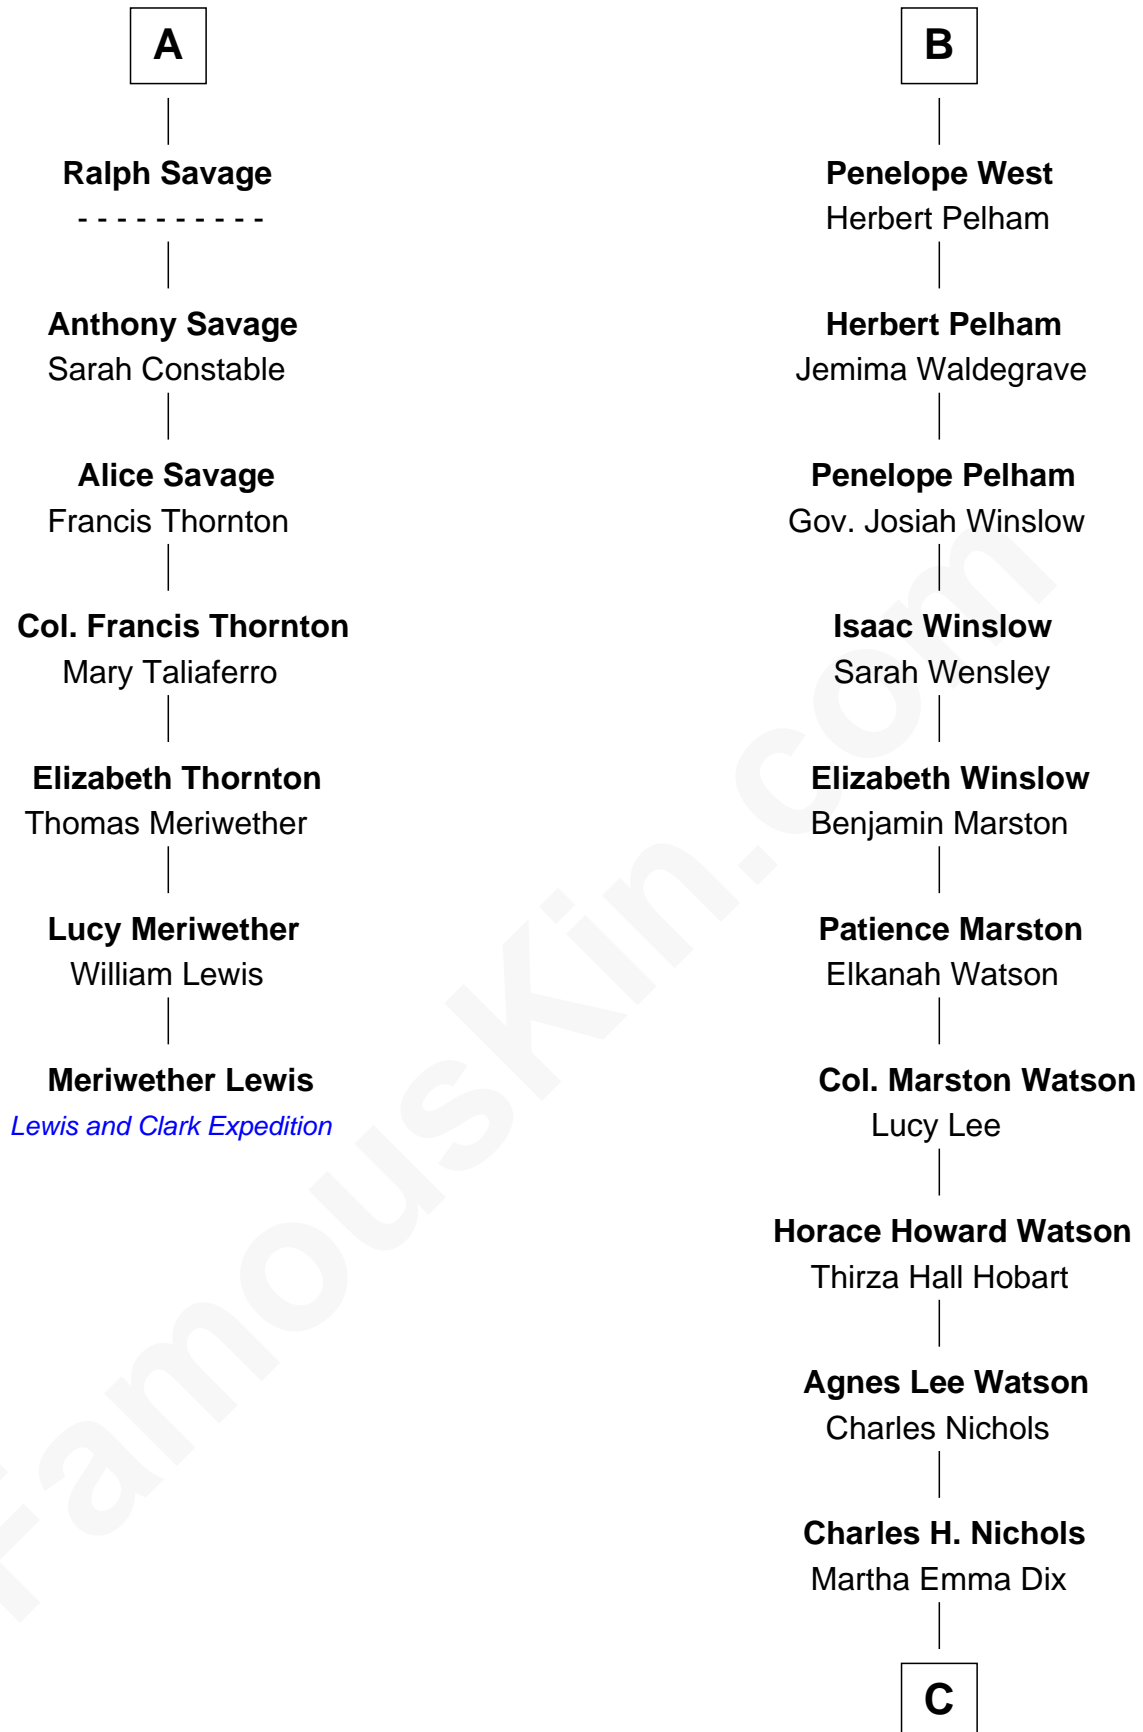 A
Ralph Savage
- - - - - - - - - -
Anthony Savage
Sarah Constable
Alice Savage
Francis Thornton
Col. Francis Thornton
Mary Taliaferro
Elizabeth Thornton
Thomas Meriwether
Lucy Meriwether
William Lewis
Meriwether Lewis
Lewis and Clark Expedition
B
Penelope West
Herbert Pelham
Herbert Pelham
Jemima Waldegrave
Penelope Pelham
Gov. Josiah Winslow
Isaac Winslow
Sarah Wensley
Elizabeth Winslow
Benjamin Marston
Patience Marston
Elkanah Watson
Col. Marston Watson
Lucy Lee
Horace Howard Watson
Thirza Hall Hobart
Agnes Lee Watson
Charles Nichols
Charles H. Nichols
Martha Emma Dix
C
FamousKin.com